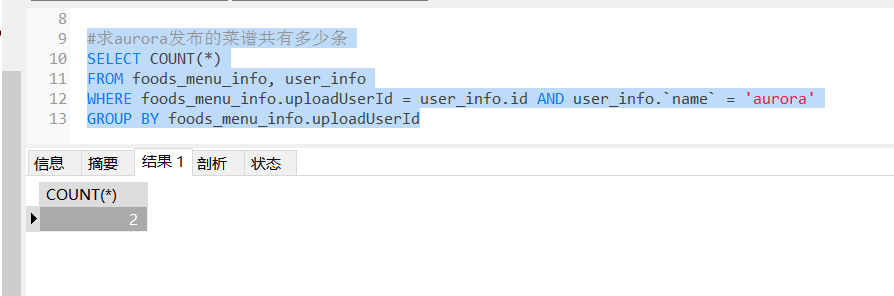 8
9 #求aurora发布的菜谱共有多少条
10 SELECT COUNT(*)
11 FROM foods_menu_info, user_info
12 WHERE foods_menu_info.uploadUserId = user_info.id AND user_info.`name` = 'aurora'
13 GROUP BY foods_menu_info.uploadUserId
信息 摘要 结果 1 剖析 状态
COUNT(*)
2